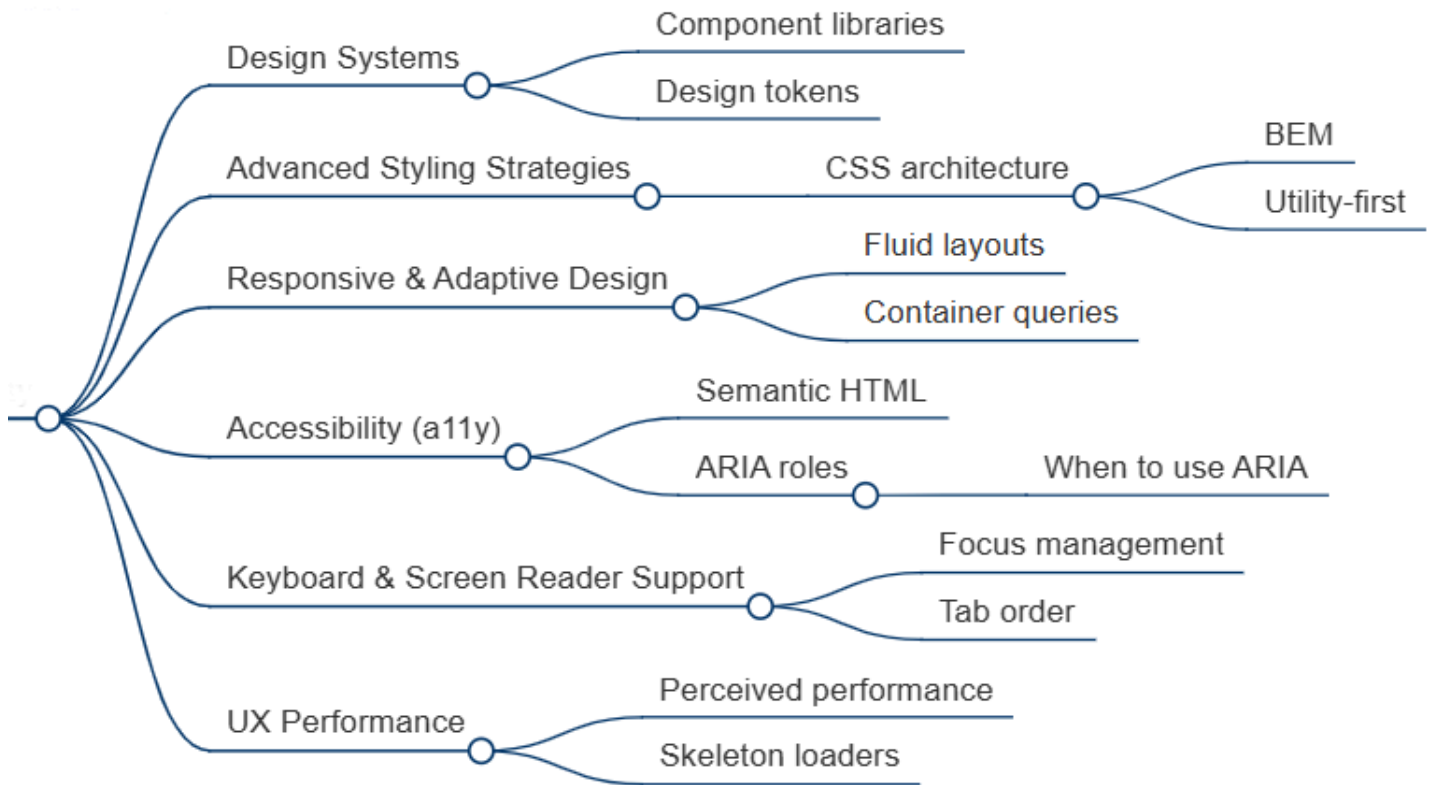 Design Systems
Component libraries
Design tokens
Advanced Styling Strategies
CSS architecture
BEM
Utility-first
Responsive & Adaptive Design
Fluid layouts
Container queries
Accessibility (a11y)
Semantic HTML
ARIA roles
When to use ARIA
Keyboard & Screen Reader Support
Focus management
Tab order
UX Performance
Perceived performance
Skeleton loaders